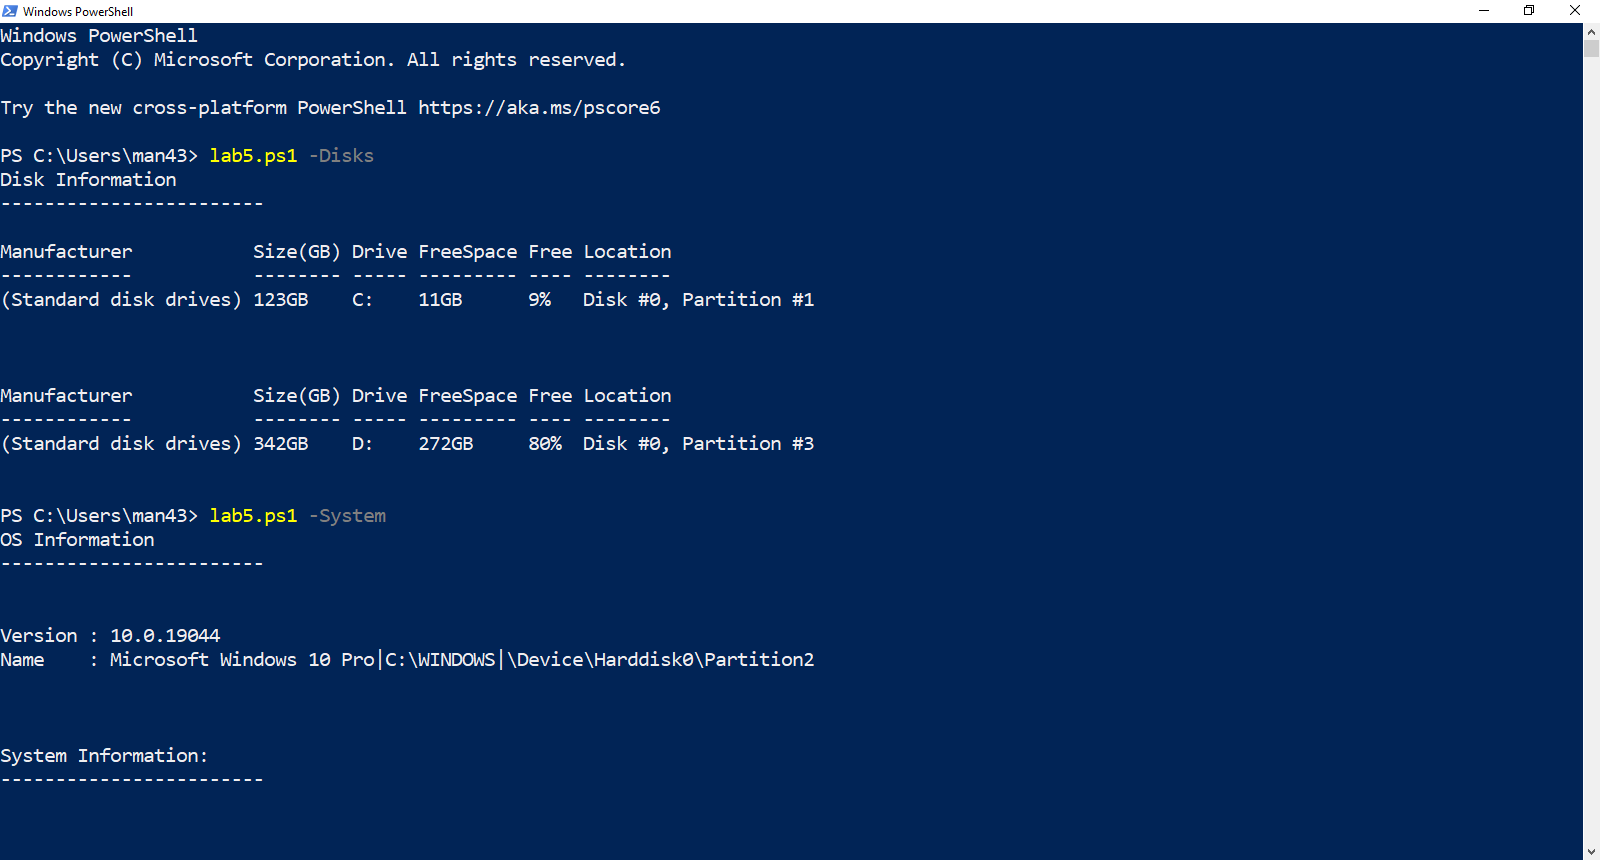 Windows PowerShell
Windows PowerShell
Copyright (C) Microsoft Corporation. All rights reserved.
Try the new cross-platform PowerShell https://aka.ms/pscore6
PS C:\Users\man43> lab5.ps1 -Disks
Disk Information
------------------------
Manufacturer           Size(GB) Drive FreeSpace Free Location
------------           -------- ----- --------- ---- --------
(Standard disk drives) 123GB    C:    11GB      9%   Disk #0, Partition #1
Manufacturer           Size(GB) Drive FreeSpace Free Location
------------           -------- ----- --------- ---- --------
(Standard disk drives) 342GB    D:    272GB     80%  Disk #0, Partition #3
PS C:\Users\man43> lab5.ps1 -System
OS Information
------------------------
Version : 10.0.19044
Name    : Microsoft Windows 10 Pro|C:\WINDOWS|\Device\Harddisk0\Partition2
System Information:
------------------------